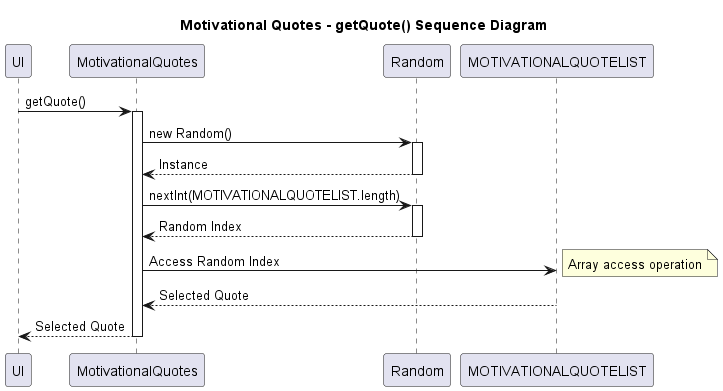 Motivational Quotes - getQuote() Sequence Diagram
UI MotivationalQuotes Random MOTIVATIONALQUOTELIST
getQuote()
new Random()
Instance
nextInt(MOTIVATIONALQUOTELIST.length)
Random Index
Access Random Index
Array access operation
Selected Quote
Selected Quote
UI MotivationalQuotes Random MOTIVATIONALQUOTELIST